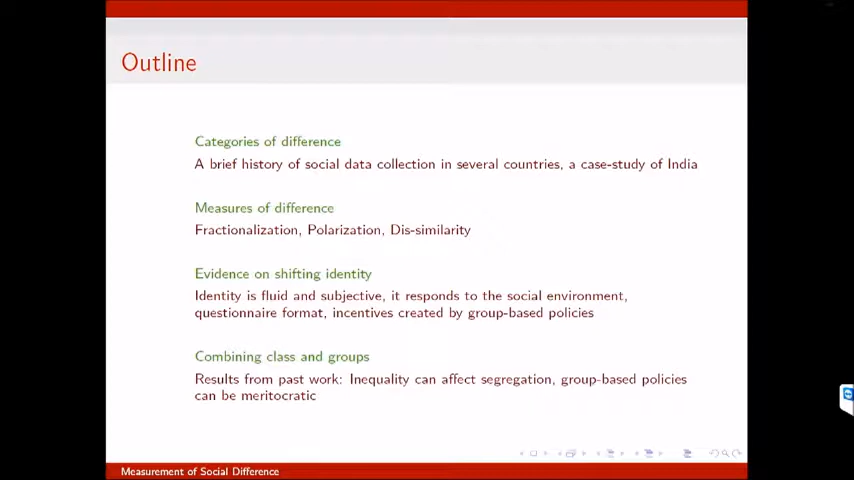 Outline
Categories of difference
A brief history of social data collection in several countries, a case-study of India
Measures of difference
Fractionalization, Polarization, Dis-similarity
Evidence on shifting identity
Identity is fluid and subjective, it responds to the social environment,
questionnaire format, incentives created by group-based policies
Combining class and groups
Results from past work: Inequality can affect segregation, group-based policies
can be meritocratic
Measurement of Social Difference